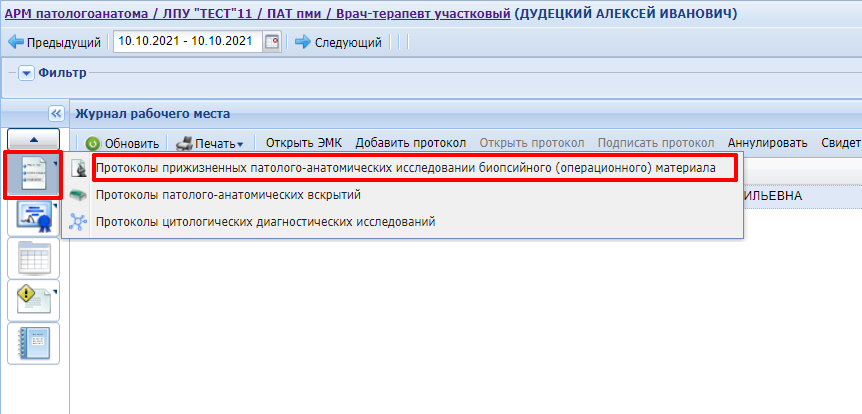 АРМ патологоанатома / ЛПУ "ТЕСТ"11 / ПАТ пми / Врач-терапевт участковый (ДУДЕЦКИЙ АЛЕКСЕЙ ИВАНОВИЧ)
Предыдущий 10.10.2021 - 10.10.2021 Следующий
Фильтр
Журнал рабочего места
Обновить Печать Открыть ЭМК Добавить протокол Открыть протокол Подписать протокол Аннулировать Свидет
Протоколы прижизненных патолого-анатомических исследовании биопсийного (операционного) материала
Протоколы патолого-анатомических вскрытий ИЛЬЕВНА
Протоколы цитологических диагностических исследований